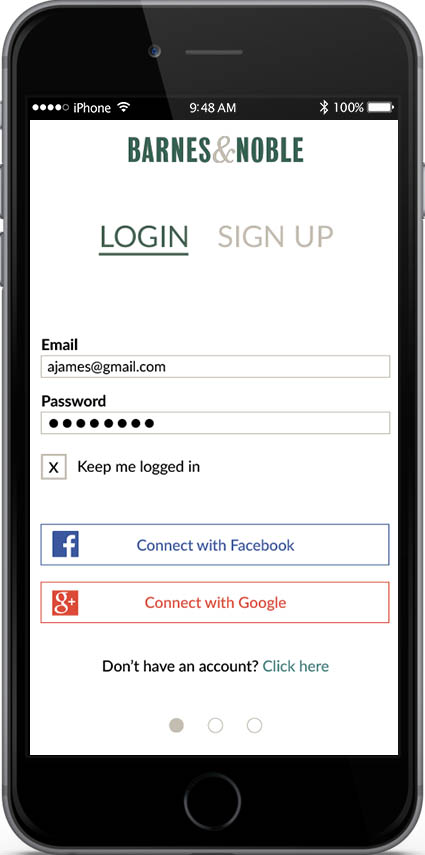 iPhone 9:48 AM 100%
BARNES&NOBLE
LOGIN SIGN UP
Email
ajames@gmail.com
Password
x Keep me logged in
f Connect with Facebook
g+ Connect with Google
Don't have an account? Click here